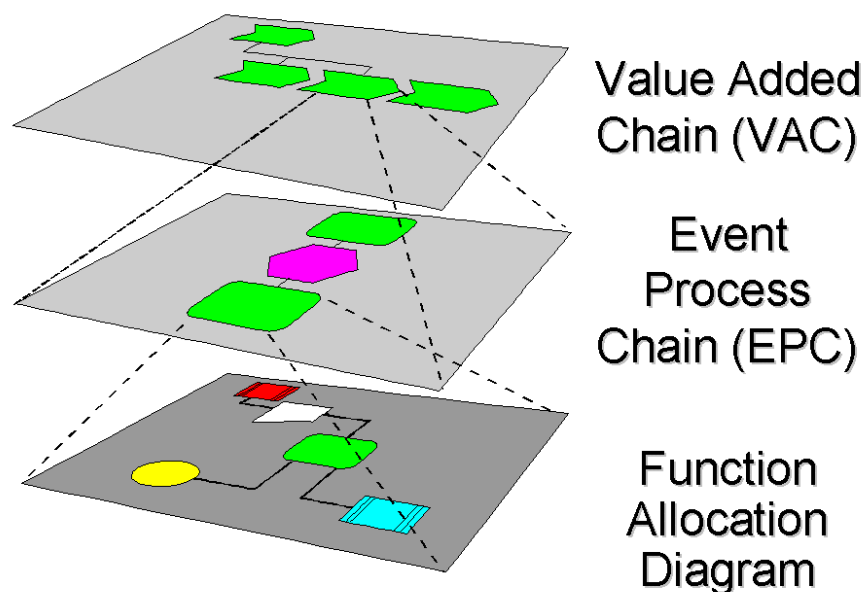 Value Added
Chain (VAC)
Event
Process
Chain (EPC)
Function
Allocation
Diagram